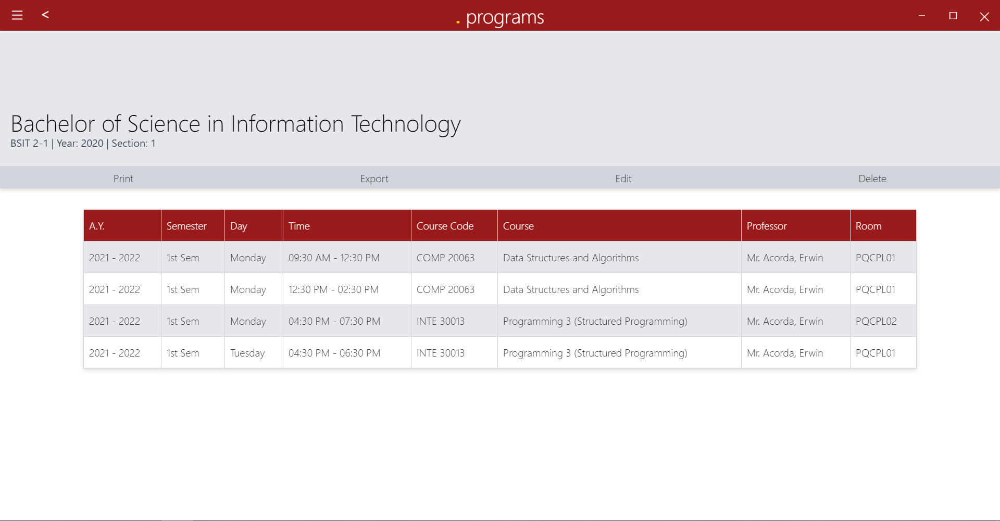 <
. programs
Bachelor of Science in Information Technology
BSIT 2-1 | Year: 2020 | Section: 1
Print Export Edit Delete
A.Y. Semester Day Time Course Code Course Professor Room
2021 - 2022 1st Sem Monday 09:30 AM - 12:30 PM COMP 20063 Data Structures and Algorithms Mr. Acorda, Erwin PQCPL01
2021 - 2022 1st Sem Monday 12:30 PM - 02:30 PM COMP 20063 Data Structures and Algorithms Mr. Acorda, Erwin PQCPL01
2021 - 2022 1st Sem Monday 04:30 PM - 07:30 PM INTE 30013 Programming 3 (Structured Programming) Mr. Acorda, Erwin PQCPL02
2021 - 2022 1st Sem Tuesday 04:30 PM - 06:30 PM INTE 30013 Programming 3 (Structured Programming) Mr. Acorda, Erwin PQCPL01